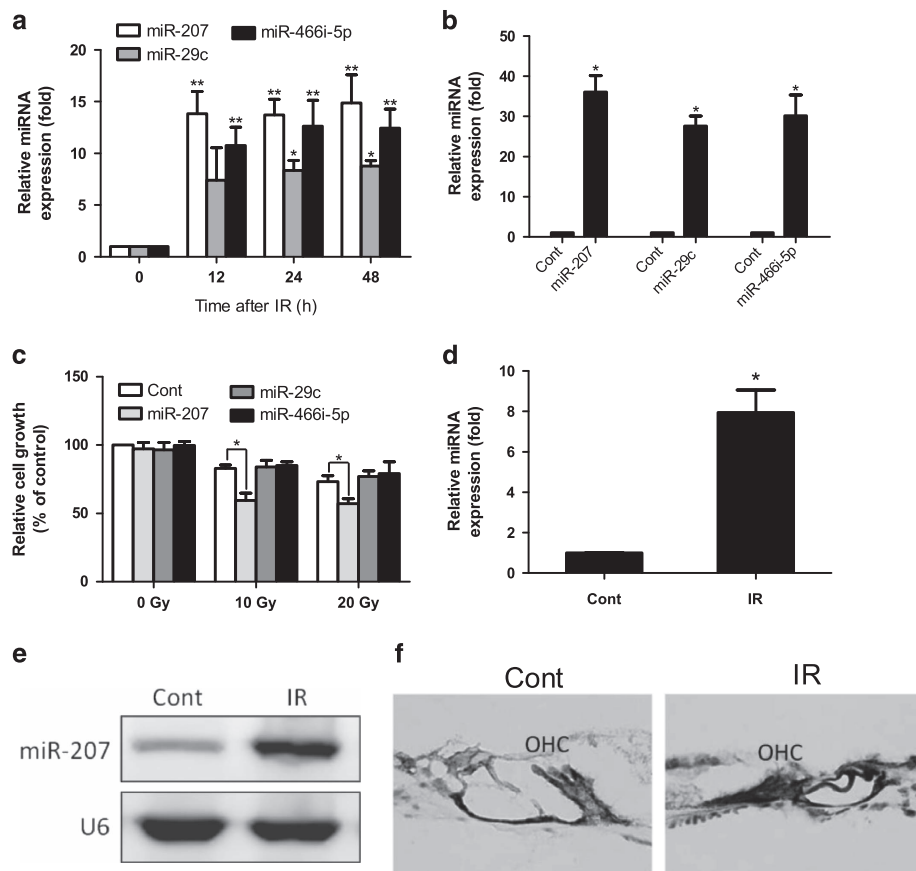 a
miR-207
miR-466i-5p
miR-29c
Relative miRNA
expression (fold)
20
15
10
5
0
**
**
**
**
**
**
*
*
0
12
24
48
Time after IR (h)
b
Relative miRNA
expression (fold)
50
40
30
20
10
0
*
*
*
Cont
miR-207
Cont
miR-29c
Cont
miR-466i-5p
c
Relative cell growth
(% of control)
150
100
50
0
Cont
miR-29c
miR-207
miR-466i-5p
*
*
0 Gy
10 Gy
20 Gy
d
Relative miRNA
expression (fold)
10
8
6
4
2
0
*
Cont
IR
e
Cont
IR
miR-207
U6
f
Cont
IR
OHC
OHC